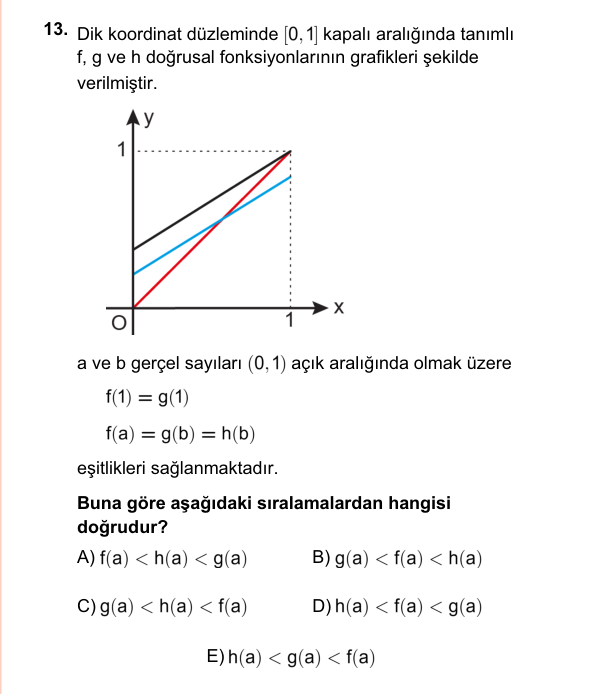 13. Dik koordinat düzleminde [0, 1] kapalı aralığında tanımlı
f, g ve h doğrusal fonksiyonlarının grafikleri şekilde
verilmiştir.
y
1
O
1
x
a ve b gerçel sayıları (0, 1) açık aralığında olmak üzere
f(1) = g(1)
f(a) = g(b) = h(b)
eşitlikleri sağlanmaktadır.
Buna göre aşağıdaki sıralamalardan hangisi
doğrudur?
A) f(a) < h(a) < g(a) B) g(a) < f(a) < h(a)
C) g(a) < h(a) < f(a) D) h(a) < f(a) < g(a)
E) h(a) < g(a) < f(a)